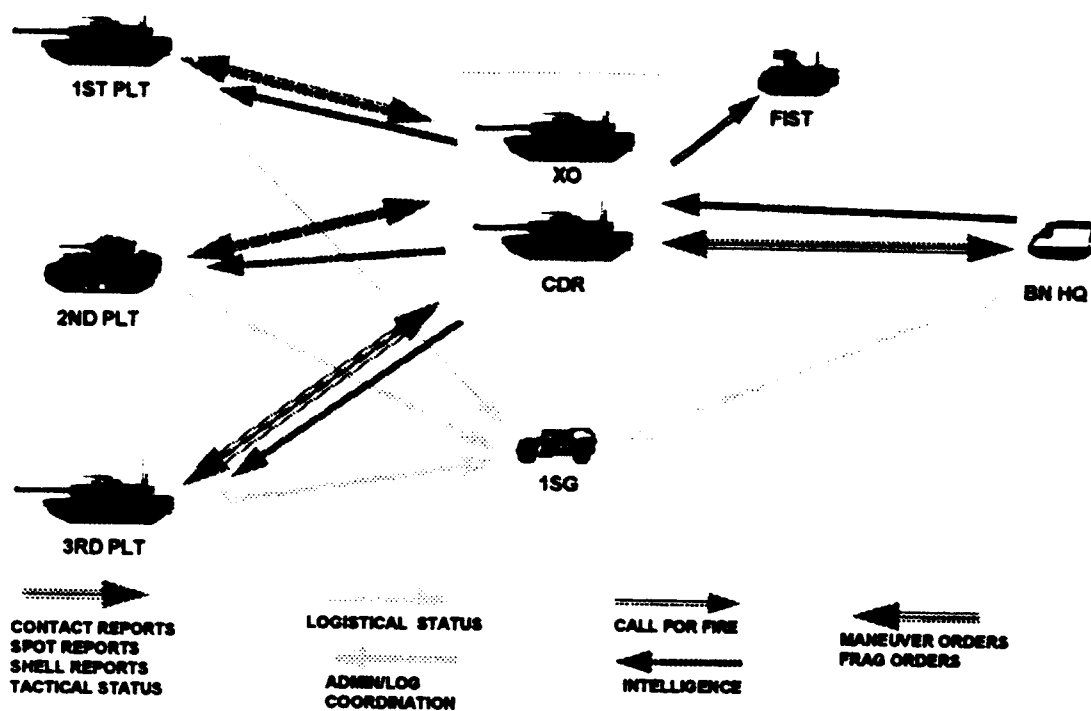 1ST PLT
FIST
XO
2ND PLT
CDR
BN HQ
1SG
3RD PLT
CONTACT REPORTS
SPOT REPORTS
SHELL REPORTS
TACTICAL STATUS
LOGISTICAL STATUS
ADMIN/LOG
COORDINATION
CALL FOR FIRE
INTELLIGENCE
MANEUVER ORDERS
FRAG ORDERS